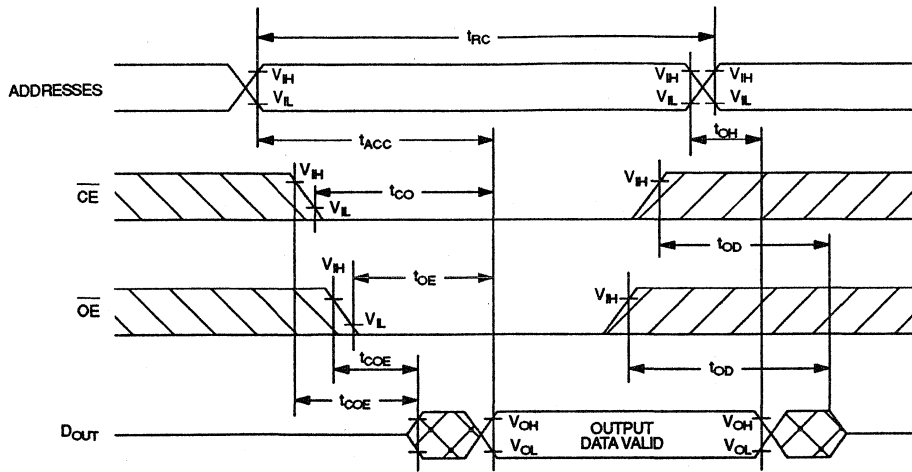 tRC
ADDRESSES
VIH
VIL
VIH
VIL
VIH
VIL
tACC
tOH
CE
VIH
VIL
tCO
VIH
tOD
OE
VIH
VIL
tOE
VIH
tCOE
tOD
tCOE
DOUT
VOH
VOL
OUTPUT
DATA VALID
VOH
VOL